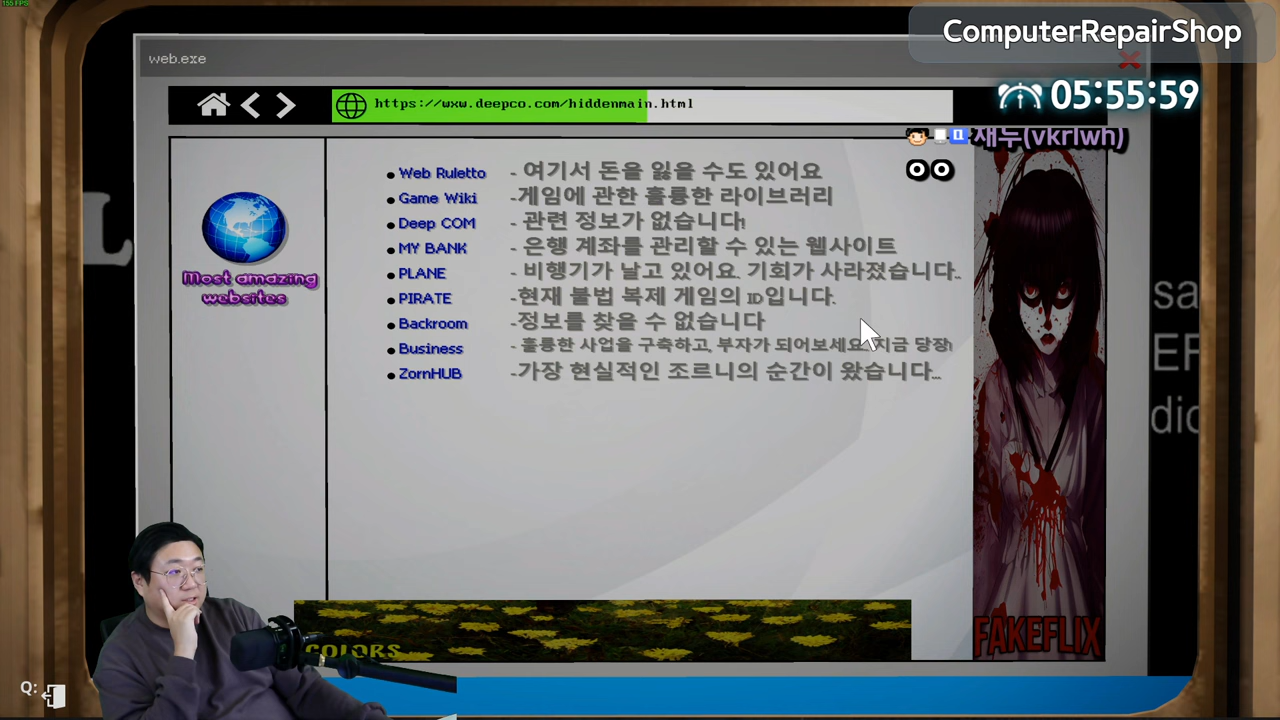 155 FPS
ComputerRepairShop
web.exe
https://wxw.deepco.com/hiddenmain.html
05:55:59
재두(vkrlwh)
Most amazing websites
Web Ruletto - 여기서 돈을 잃을 수도 있어요
Game Wiki -게임에 관한 훌륭한 라이브러리
Deep COM - 관련 정보가 없습니다!
MY BANK - 은행 계좌를 관리할 수 있는 웹사이트
PLANE - 비행기가 날고 있어요. 기회가 사라졌습니다..
PIRATE -현재 불법 복제 게임의 ID입니다.
Backroom -정보를 찾을 수 없습니다
Business - 훌륭한 사업을 구축하고, 부자가 되어보세요. 지금 당장!
ZornHUB -가장 현실적인 조르니의 순간이 왔습니다...
COLORS
FAKEFLIX
Q: